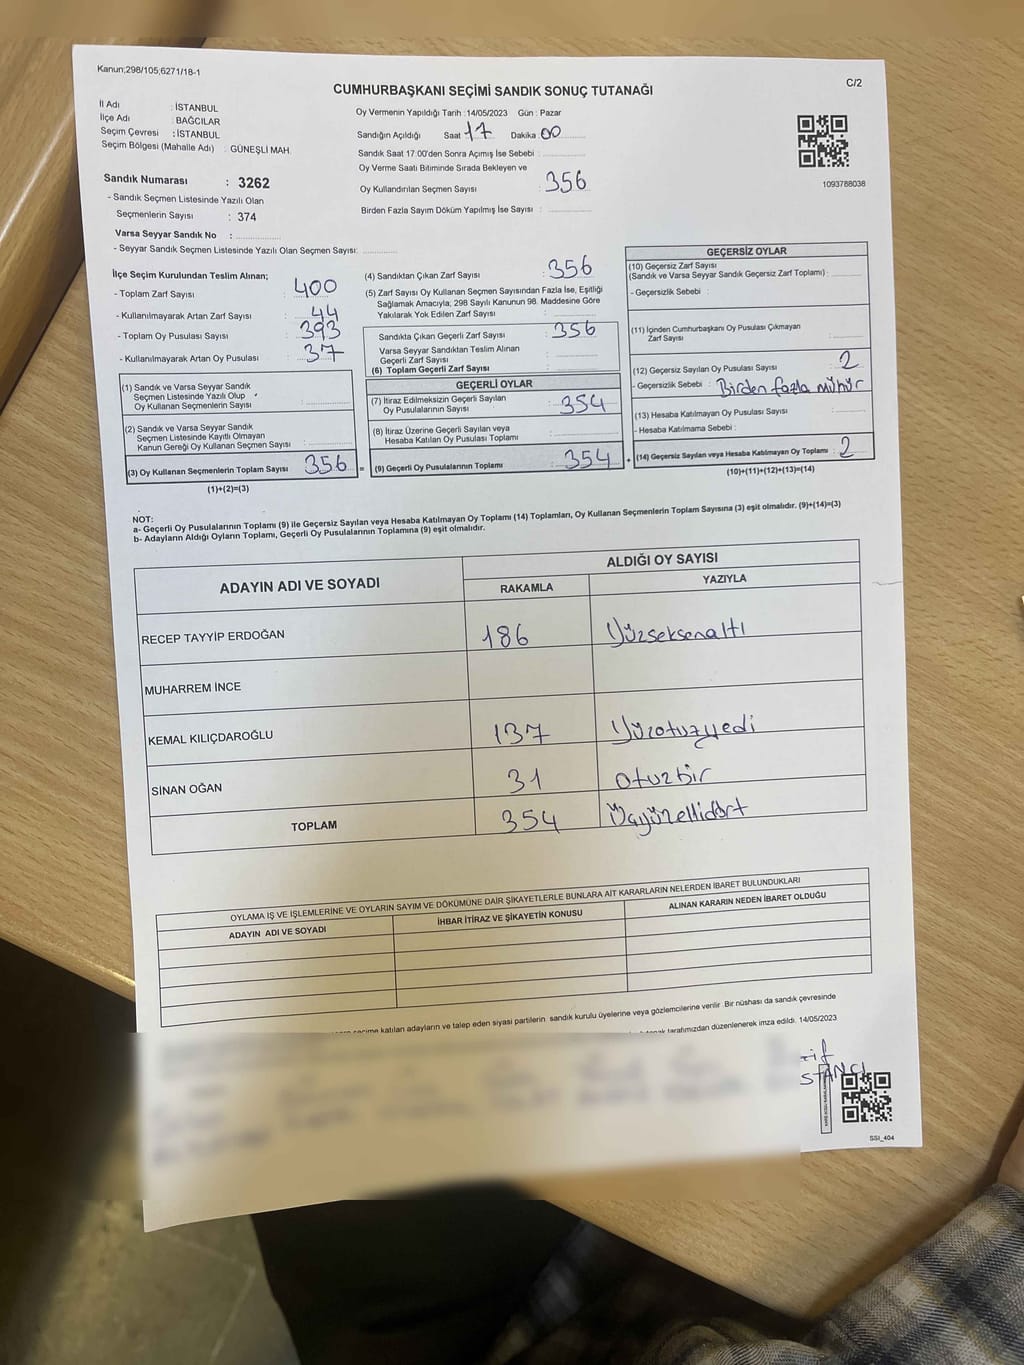 Kanun;298/105;6271/18-1
C/2
CUMHURBAŞKANI SEÇİMİ SANDIK SONUÇ TUTANAĞI
İl Adı : İSTANBUL
İlçe Adı : BAĞCILAR
Seçim Çevresi : İSTANBUL
Seçim Bölgesi (Mahalle Adı) : GÜNEŞLİ MAH.
Sandık Numarası : 3262
- Sandık Seçmen Listesinde Yazılı Olan
Seçmenlerin Sayısı : 374
Varsa Seyyar Sandık No :
- Seyyar Sandık Seçmen Listesinde Yazılı Olan Seçmen Sayısı:
Oy Vermenin Yapıldığı Tarih :14/05/2023 Gün : Pazar
Sandığın Açıldığı Saat 17 Dakika 00
Sandık Saat 17:00'den Sonra Açımış İse Sebebi :
Oy Verme Saati Bitiminde Sırada Bekleyen ve
Oy Kullandırılan Seçmen Sayısı : 356
Birden Fazla Sayım Döküm Yapılmış İse Sayısı :
1093788038
İlçe Seçim Kurulundan Teslim Alınan;
- Toplam Zarf Sayısı : 400
- Kullanılmayarak Artan Zarf Sayısı : 44
- Toplam Oy Pusulası Sayısı : 393
- Kullanılmayarak Artan Oy Pusulası : 37
(1) Sandık ve Varsa Seyyar Sandık
Seçmen Listesinde Yazılı Olup
Oy Kullanan Seçmenlerin Sayısı :
(2) Sandık ve Varsa Seyyar Sandık
Seçmen Listesinde Kayıtlı Olmayan
Kanun Gereği Oy Kullanan Seçmen Sayısı :
(3) Oy Kullanan Seçmenlerin Toplam Sayısı : 356 =
(1)+(2)=(3)
(4) Sandıktan Çıkan Zarf Sayısı : 356
(5) Zarf Sayısı Oy Kullanan Seçmen Sayısından Fazla İse, Eşitliği
Sağlamak Amacıyla; 298 Sayılı Kanunun 98. Maddesine Göre
Yakılarak Yok Edilen Zarf Sayısı :
Sandıkta Çıkan Geçerli Zarf Sayısı : 356
Varsa Seyyar Sandıktan Teslim Alınan
Geçerli Zarf Sayısı :
(6) Toplam Geçerli Zarf Sayısı :
GEÇERLİ OYLAR
(7) İtiraz Edilmeksizin Geçerli Sayılan
Oy Pusulalarının Sayısı : 354
(8) İtiraz Üzerine Geçerli Sayılan veya
Hesaba Katılan Oy Pusulası Toplamı :
(9) Geçerli Oy Pusulalarının Toplamı : 354 +
GEÇERSİZ OYLAR
(10) Geçersiz Zarf Sayısı
(Sandık ve Varsa Seyyar Sandık Geçersiz Zarf Toplamı) :
- Geçersizlik Sebebi :
(11) İçinden Cumhurbaşkanı Oy Pusulası Çıkmayan
Zarf Sayısı :
(12) Geçersiz Sayılan Oy Pusulası Sayısı : 2
- Geçersizlik Sebebi : Birden fazla mühür
(13) Hesaba Katılmayan Oy Pusulası Sayısı :
- Hesaba Katılmama Sebebi :
(14) Geçersiz Sayılan veya Hesaba Katılmayan Oy Toplamı : 2
(10)+(11)+(12)+(13)=(14)
NOT:
a- Geçerli Oy Pusulalarının Toplamı (9) ile Geçersiz Sayılan veya Hesaba Katılmayan Oy Toplamı (14) Toplamları, Oy Kullanan Seçmenlerin Toplam Sayısına (3) eşit olmalıdır. (9)+(14)=(3)
b- Adayların Aldığı Oyların Toplamı, Geçerli Oy Pusulalarının Toplamına (9) eşit olmalıdır.
ADAYIN ADI VE SOYADI
ALDIĞI OY SAYISI
RAKAMLA YAZIYLA
RECEP TAYYİP ERDOĞAN 186 Yüzseksenaltı
MUHARREM İNCE
KEMAL KILIÇDAROĞLU 137 Yüzotuzyedi
SİNAN OĞAN 31 otuzbir
TOPLAM 354 Üçyüzellidört
OYLAMA İŞ VE İŞLEMLERİNE VE OYLARIN SAYIM VE DÖKÜMÜNE DAİR ŞİKAYETLERLE BUNLARA AİT KARARLARIN NELERDEN İBARET BULUNDUKLARI
ADAYIN ADI VE SOYADI İHBAR İTİRAZ VE ŞİKAYETİN KONUSU ALINAN KARARIN NEDEN İBARET OLDUĞU
seçime katılan adayların ve talep eden siyasi partilerin sandık kurulu üyelerine veya gözlemcilerine verilir. Bir nüshası da sandık çevresinde
tarafımızdan düzenlenerek imza edildi. 14/05/2023
SSI_404